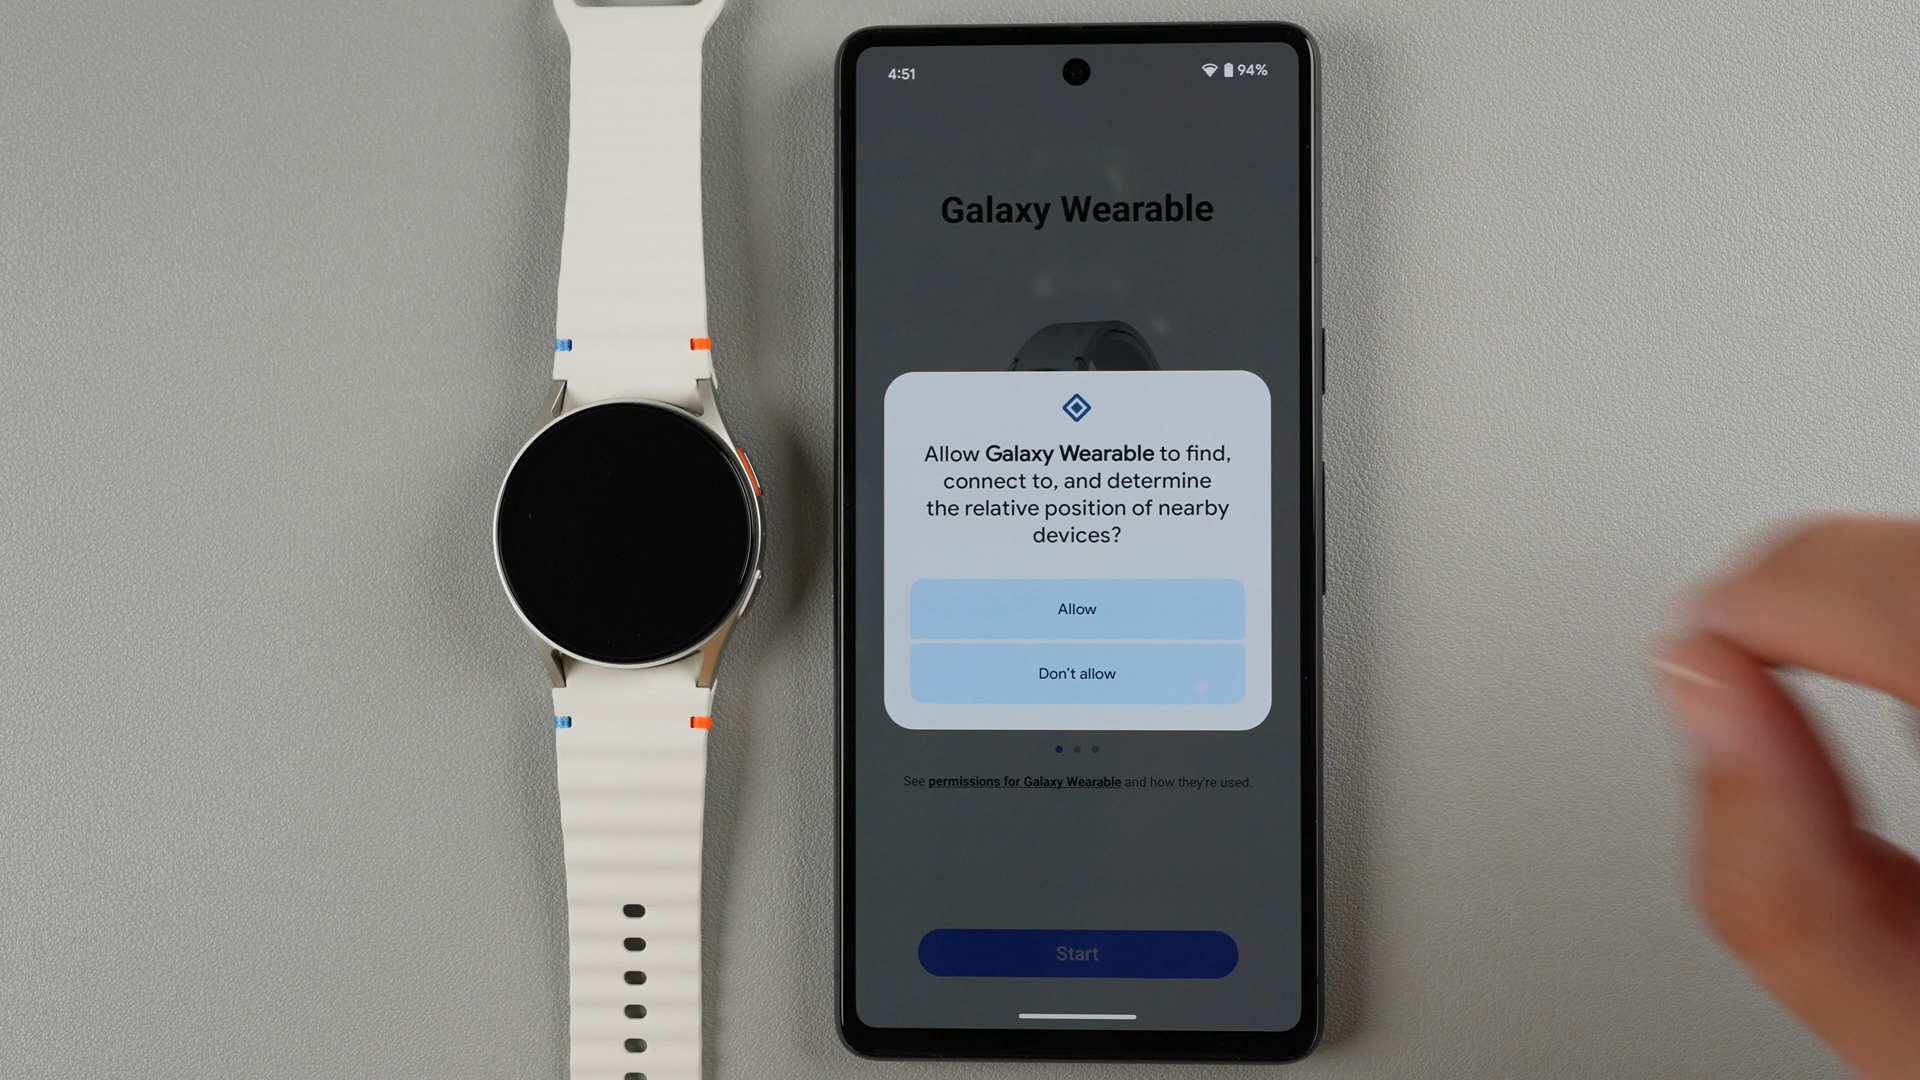 4:51
94%
Galaxy Wearable
Allow Galaxy Wearable to find,
connect to, and determine
the relative position of nearby
devices?
Allow
Don't allow
See permissions for Galaxy Wearable and how they're used.
Start